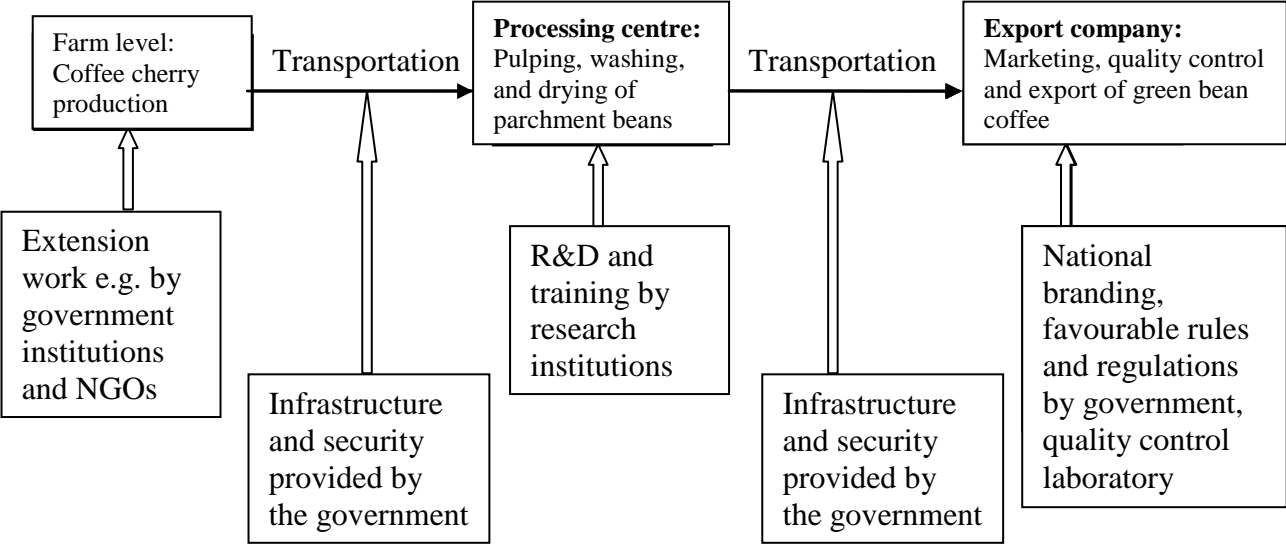 Farm level:
Coffee cherry
production
Transportation
Processing centre:
Pulping, washing,
and drying of
parchment beans
Transportation
Export company:
Marketing, quality control
and export of green bean
coffee
Extension
work e.g. by
government
institutions
and NGOs
Infrastructure
and security
provided by
the government
R&D and
training by
research
institutions
Infrastructure
and security
provided by
the government
National
branding,
favourable rules
and regulations
by government,
quality control
laboratory